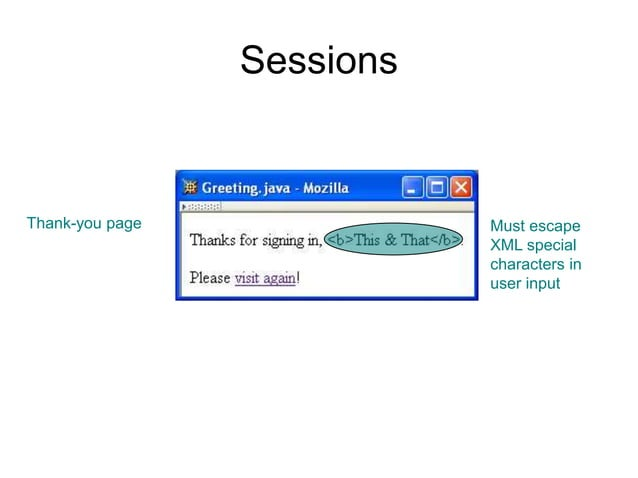 Sessions
Greeting.java - Mozilla
Thank-you page
Thanks for signing in, <b>This & That</b>.
Please visit again!
Must escape
XML special
characters in
user input